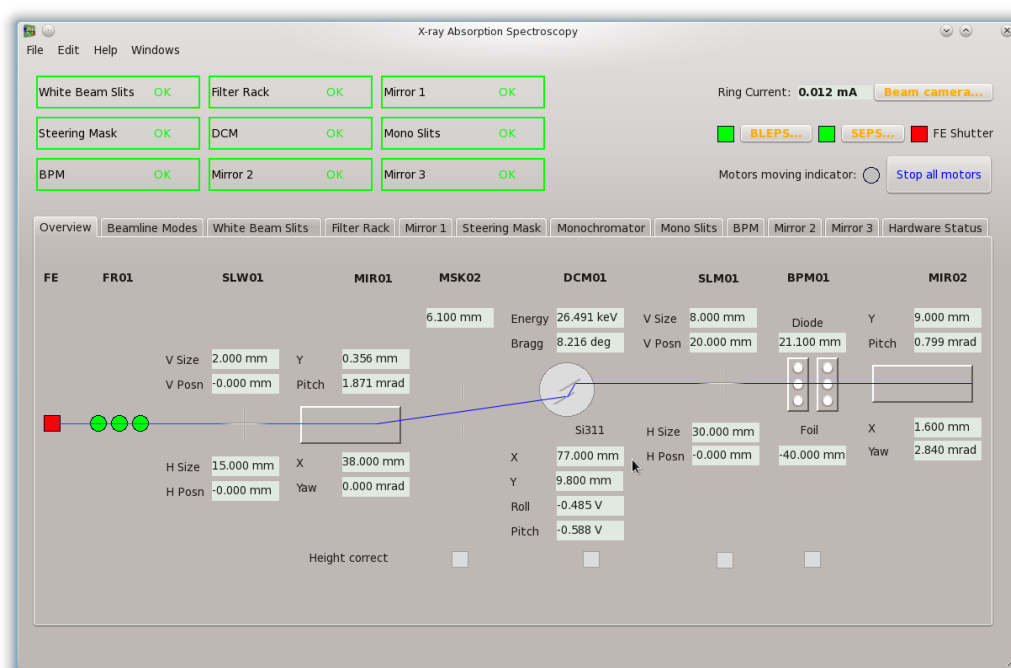 X-ray Absorption Spectroscopy
File Edit Help Windows
White Beam Slits OK Filter Rack OK Mirror 1 OK
Ring Current: 0.012 mA Beam camera...
Steering Mask OK DCM OK Mono Slits OK
BLEPS... SEPS... FE Shutter
BPM OK Mirror 2 OK Mirror 3 OK
Motors moving indicator: Stop all motors
Overview Beamline Modes White Beam Slits Filter Rack Mirror 1 Steering Mask Monochromator Mono Slits BPM Mirror 2 Mirror 3 Hardware Status
FE FR01 SLW01 MIR01 MSK02 DCM01 SLM01 BPM01 MIR02
6.100 mm Energy 26.491 keV V Size 8.000 mm Diode Y 9.000 mm
Bragg 8.216 deg V Posn 20.000 mm 21.100 mm Pitch 0.799 mrad
V Size 2.000 mm Y 0.356 mm
V Posn -0.000 mm Pitch 1.871 mrad
Si311 H Size 30.000 mm Foil X 1.600 mm
X 77.000 mm H Posn -0.000 mm -40.000 mm Yaw 2.840 mrad
H Size 15.000 mm X 38.000 mm
Y 9.800 mm
H Posn -0.000 mm Yaw 0.000 mrad
Roll -0.485 V
Pitch -0.588 V
Height correct